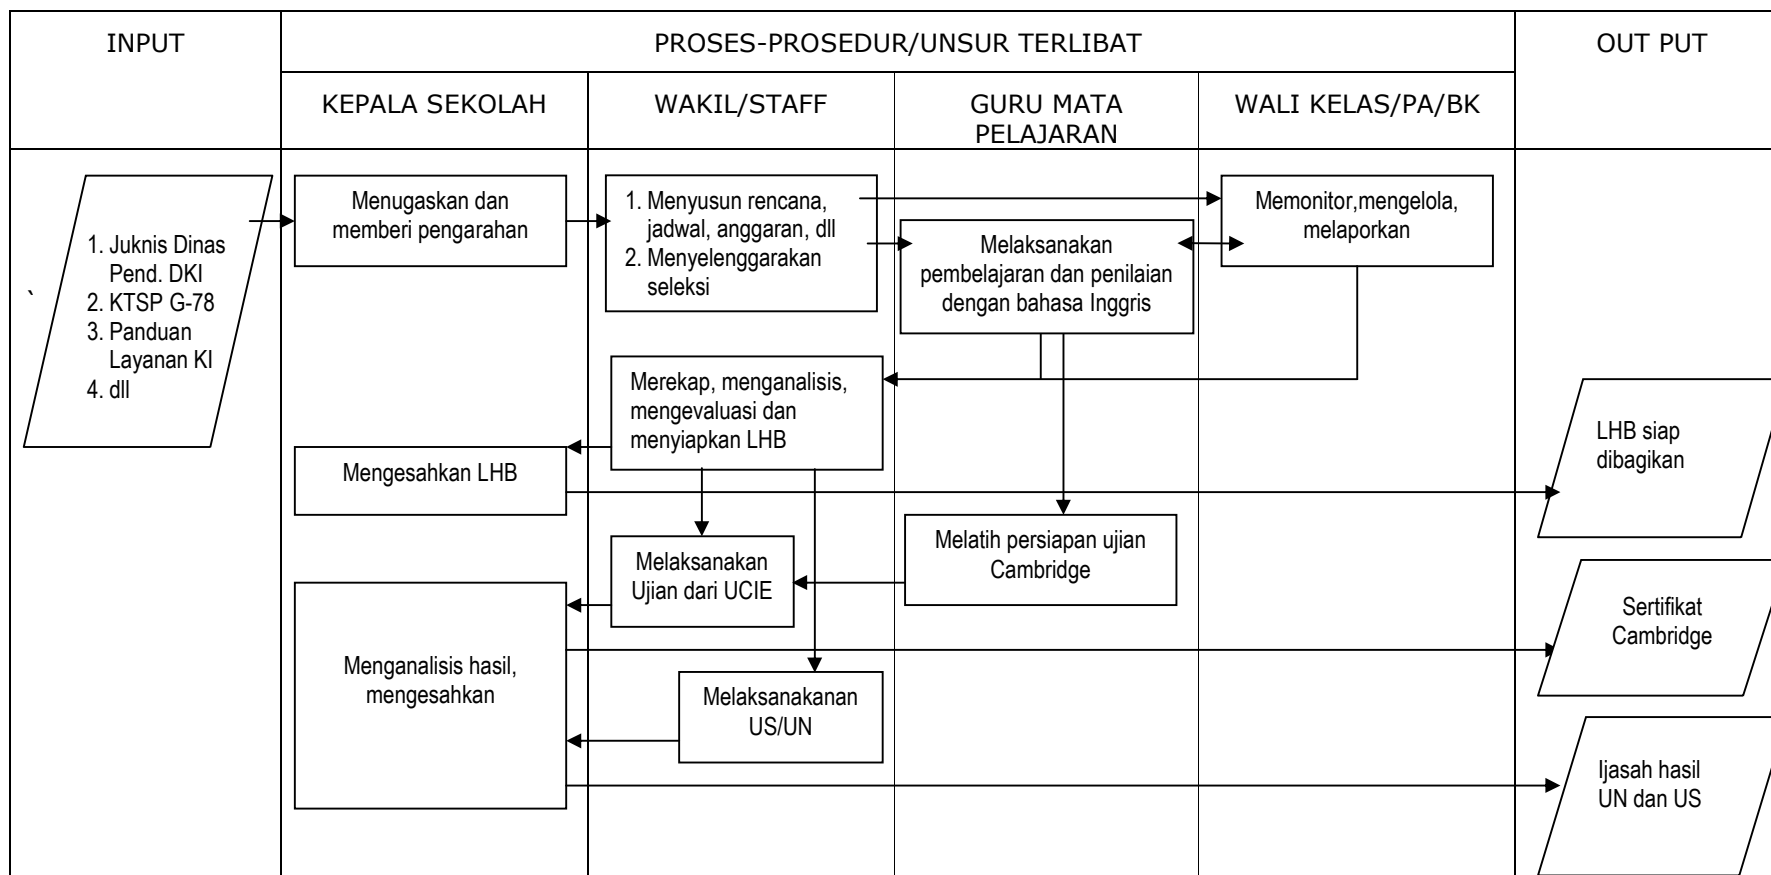 INPUT
PROSES-PROSEDUR/UNSUR TERLIBAT
OUT PUT
KEPALA SEKOLAH
WAKIL/STAFF
GURU MATA
PELAJARAN
WALI KELAS/PA/BK
`
1. Juknis Dinas
Pend. DKI
2. KTSP G-78
3. Panduan
Layanan KI
4. dll
Menugaskan dan
memberi pengarahan
1. Menyusun rencana,
jadwal, anggaran, dll
2. Menyelenggarakan
seleksi
Melaksanakan
pembelajaran dan penilaian
dengan bahasa Inggris
Memonitor,mengelola,
melaporkan
Merekap, menganalisis,
mengevaluasi dan
menyiapkan LHB
Mengesahkan LHB
LHB siap
dibagikan
Melaksanakan
Ujian dari UCIE
Melatih persiapan ujian
Cambridge
Sertifikat
Cambridge
Menganalisis hasil,
mengesahkan
Melaksanakanan
US/UN
Ijasah hasil
UN dan US